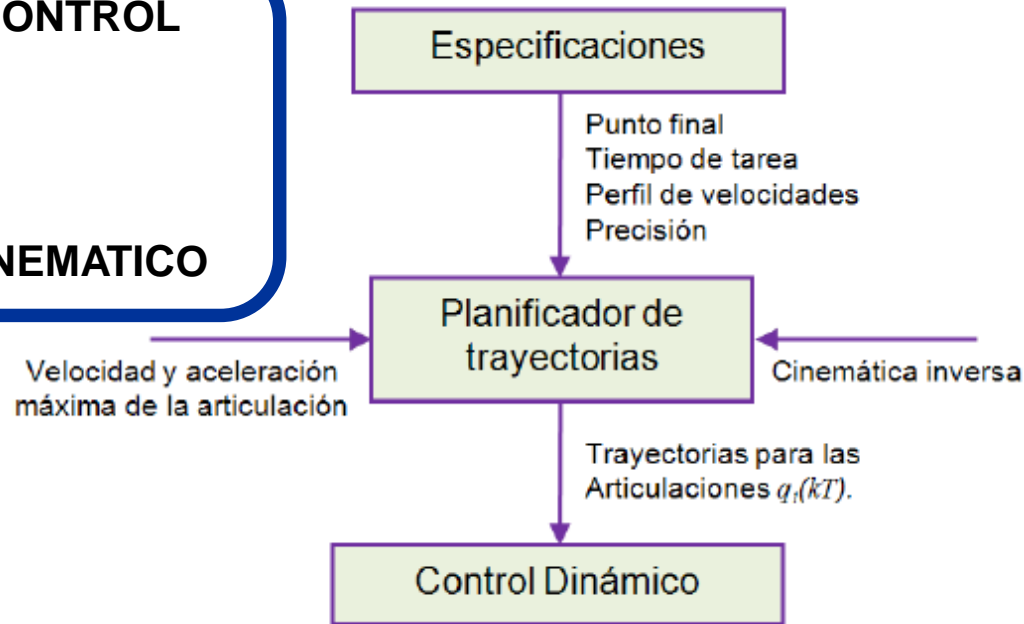 ONTROL
NEMATICO
Especificaciones
Punto final
Tiempo de tarea
Perfil de velocidades
Precisión
Planificador de
trayectorias
Velocidad y aceleración
máxima de la articulación
Cinemática inversa
Trayectorias para las
Articulaciones qᵢ(kT).
Control Dinámico